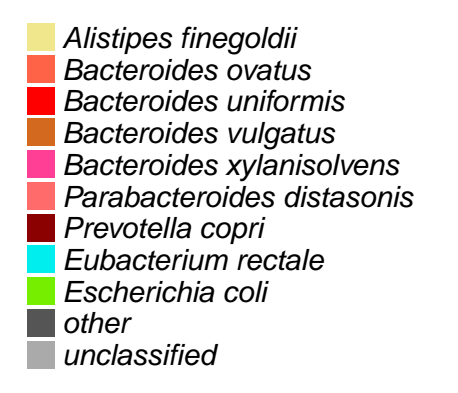 Alistipes finegoldii
Bacteroides ovatus
Bacteroides uniformis
Bacteroides vulgatus
Bacteroides xylanisolvens
Parabacteroides distasonis
Prevotella copri
Eubacterium rectale
Escherichia coli
other
unclassified